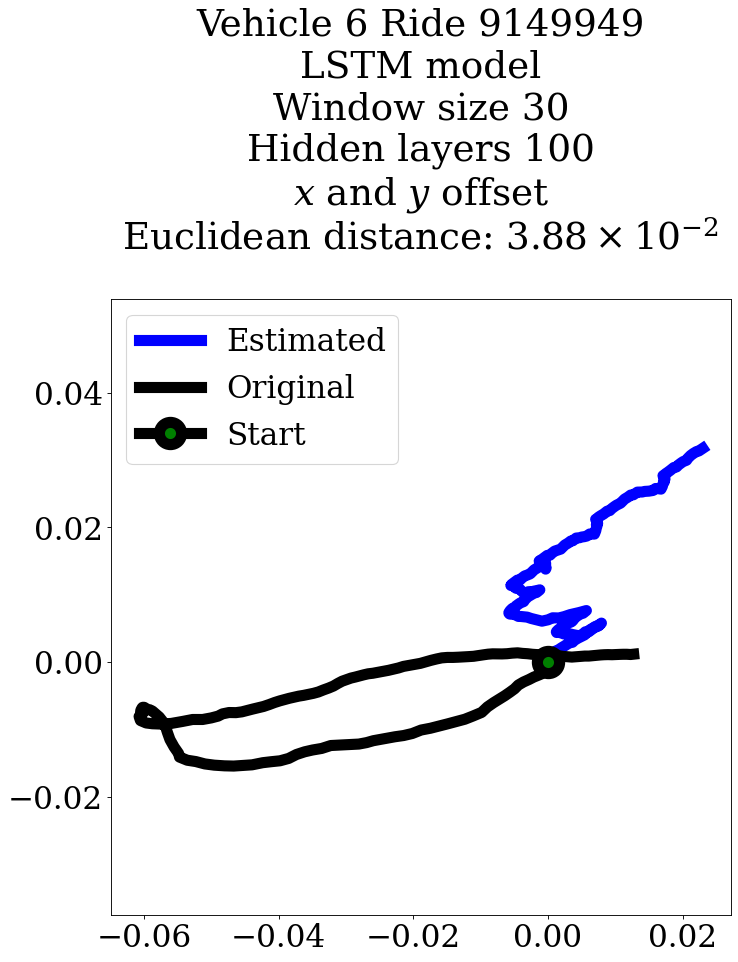 Vehicle 6 Ride 9149949
LSTM model
Window size 30
Hidden layers 100
x and y offset
Euclidean distance: 3.88 × 10⁻²
Estimated
Original
Start
0.04
0.02
0.00
−0.02
−0.06 −0.04 −0.02 0.00 0.02